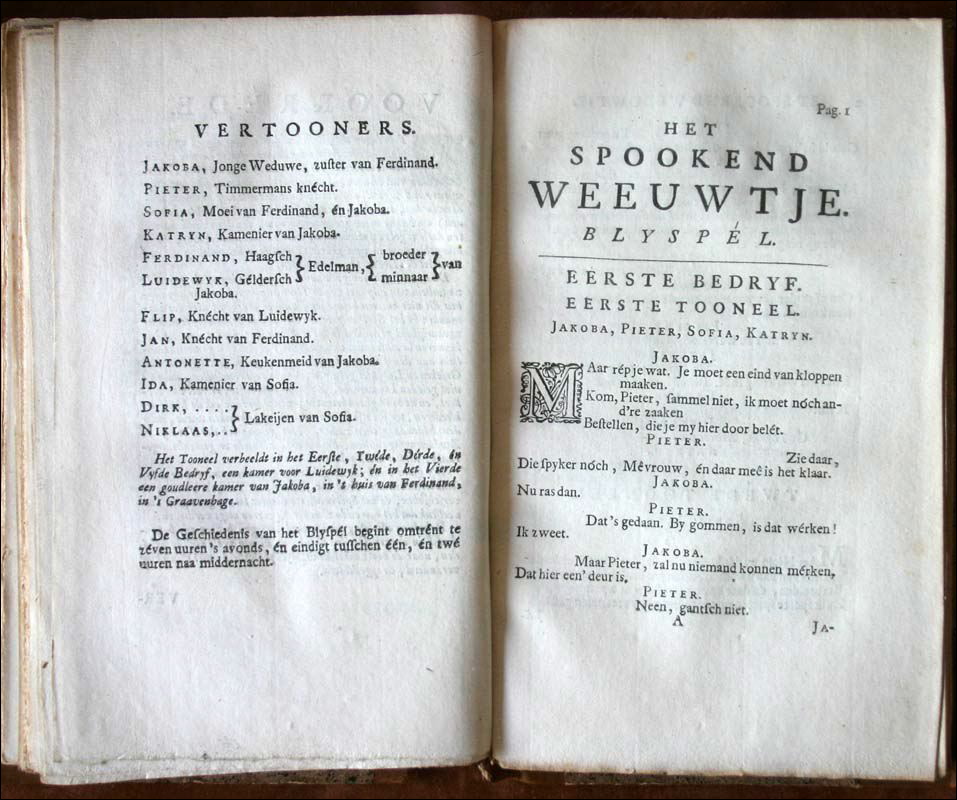 VERTOONERS.
JAKOBA, Jonge Weduwe, zuſter van Ferdinand.
PIETER, Timmermans knécht.
SOFIA, Moei van Ferdinand, én Jakoba.
KATRYN, Kamenier van Jakoba.
FERDINAND, Haagſch } Edelman, { broeder } van
LUIDEWYK, Géldersch } { minnaar }
Jakoba.
FLIP, Knécht van Luidewyk.
JAN, Knécht van Ferdinand.
ANTONETTE, Keukenmeid van Jakoba.
IDA, Kamenier van Sofia.
DIRK, .... } Lakeijen van Sofia.
NIKLAAS,.. }
Het Tooneel verbeeldt in het Eerſte, Twéde, Dérde, én
Vyfde Bedryf, een kamer voor Luidewyk; én in het Vierde
een goudleere kamer van Jakoba, in 't huis van Ferdinand,
in 's Graavenhage.
De Geſchiedenis van het Blyſpél begint omtrént te
zéven uuren 's avonds, én eindigt tuſſchen één, én twé
uuren naa middernacht.
VER-
Pag. 1
HET
SPOOKEND
WEEUWTJE.
BLYSPÉL.
EERSTE BEDRYF.
EERSTE TOONEEL.
JAKOBA, PIETER, SOFIA, KATRYN.
JAKOBA.
MAar rép je wat. Je moet een eind van kloppen
maaken.
Kom, Pieter, ſammel niet, ik moet nóch an-
d're zaaken
Beſtellen, die je my hier door belét.
PIETER.
Zie daar,
Die ſpyker nóch, Mêvrouw, én daar meê is het klaar.
JAKOBA.
Nu ras dan.
PIETER.
Dat's gedaan. By gommen, is dat wérken!
Ik zweet.
JAKOBA.
Maar Pieter, zal nu niemand konnen mérken,
Dat hier een' deur is.
PIETER.
Neen, gantſch niet.
A
JA-